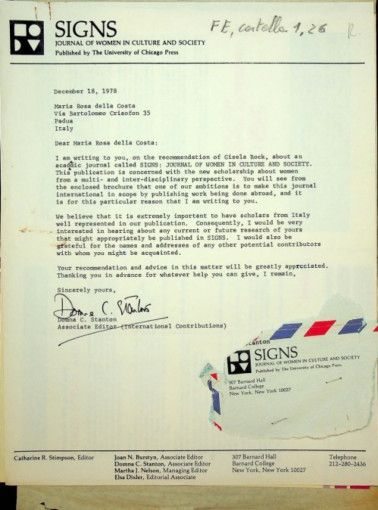 SIGNS
JOURNAL OF WOMEN IN CULTURE AND SOCIETY
Published by The University of Chicago Press
FE, cartella 1, 26
December 18, 1978
Maria Rosa della Costa
Via Bartolommo
35
Padua
Italy
Dear Maria Rosa della Costa:
I am writing to you, on the recommendation of Gisela Bock, about an
journal called SIGNS: JOURNAL OF WOMEN IN CULTURE AND SOCIETY.
This publication is concerned with the new scholarship about women
from a multi- and inter-disciplinary perspective. You will see from
the enclosed brochure that one of our ambitions is to make this journal
international in scope by publishing work being done abroad, and it
is for this particular reason that I am writing to you.
We believe that it is extremely important to have scholars from Italy
well represented in our publication. Consequently, I would be very
interested in hearing about any current or future research of yours
that might appropriately be published in SIGNS. I would also be
grateful for the names and addresses of any other potential contributors
with whom you might be acquainted.
Your recommendation and advice in this matter will be greatly appreciated.
Thanking you in advance for whatever help you can give, I remain,
Sincerely yours,
Donna C. Stanton
Domna C. Stanton
Associate Editor (International Contributions)
Stanton
SIGNS
JOURNAL OF WOMEN IN CULTURE AND SOCIETY
Published by The University of Chicago Press
307 Barnard Hall
Barnard College
New York, New York 10027
Catharine R. Stimpson, Editor
Joan N. Burstyn, Associate Editor
Domna C. Stanton, Associate Editor
Martha J. Nelson, Managing Editor
Elsa Dixler, Editorial Associate
307 Barnard Hall
Barnard College
New York, New York 10027
Telephone
212-280-2436